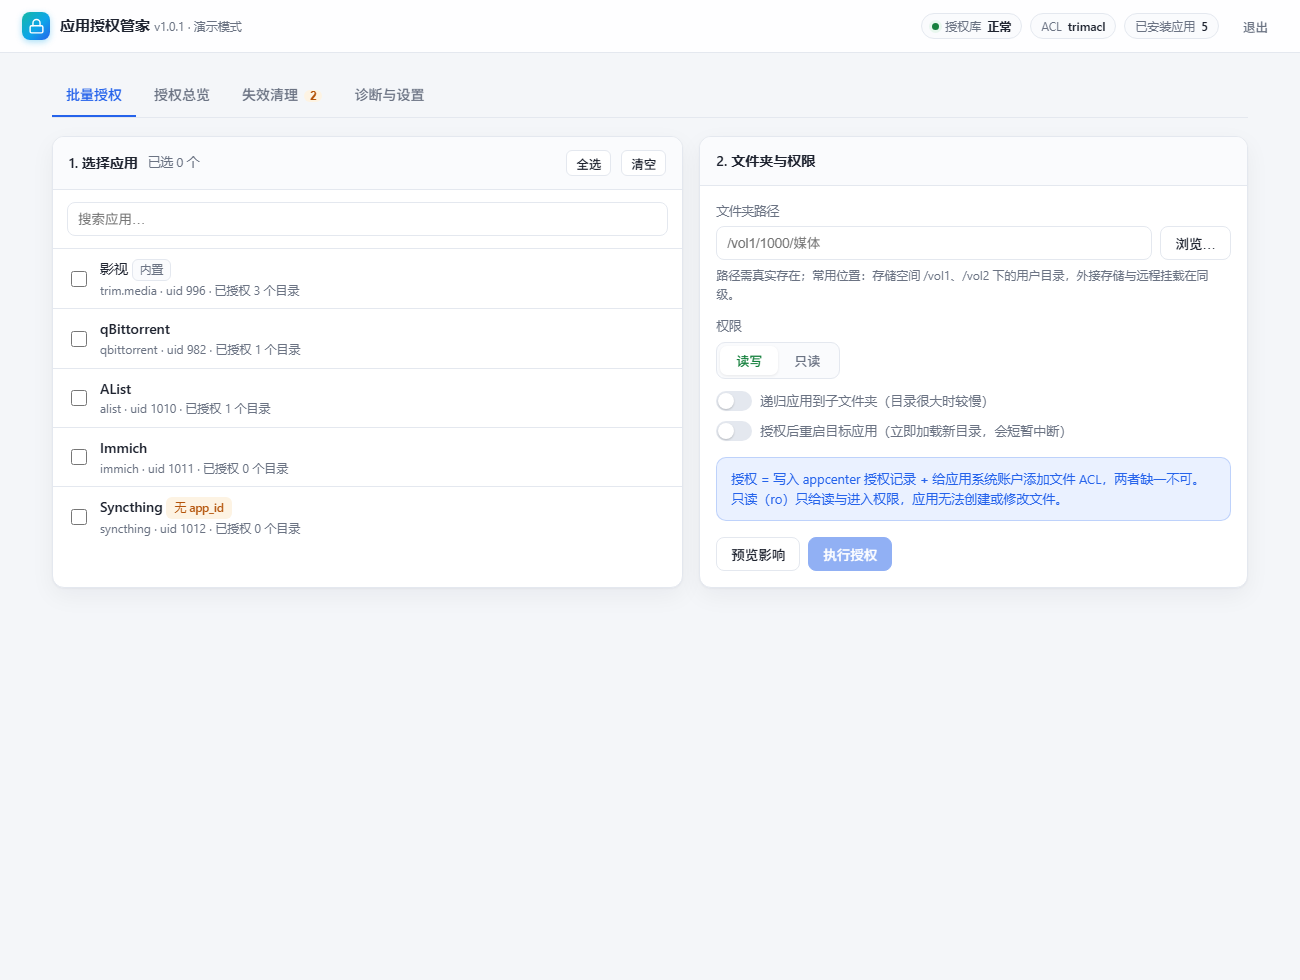 应用授权管家 v1.0.1 · 演示模式
授权库 正常
ACL trimacl
已安装应用 5
退出
批量授权
授权总览
失效清理 2
诊断与设置
1. 选择应用 已选 0 个
全选
清空
搜索应用…
影视 内置
trim.media · uid 996 · 已授权 3 个目录
qBittorrent
qbittorrent · uid 982 · 已授权 1 个目录
AList
alist · uid 1010 · 已授权 1 个目录
Immich
immich · uid 1011 · 已授权 0 个目录
Syncthing 无 app_id
syncthing · uid 1012 · 已授权 0 个目录
2. 文件夹与权限
文件夹路径
/vol1/1000/媒体
浏览…
路径需真实存在；常用位置：存储空间 /vol1、/vol2 下的用户目录，外接存储与远程挂载在同
级。
权限
读写
只读
递归应用到子文件夹（目录很大时较慢）
授权后重启目标应用（立即加载新目录，会短暂中断）
授权 = 写入 appcenter 授权记录 + 给应用系统账户添加文件 ACL，两者缺一不可。
只读（ro）只给读与进入权限，应用无法创建或修改文件。
预览影响
执行授权